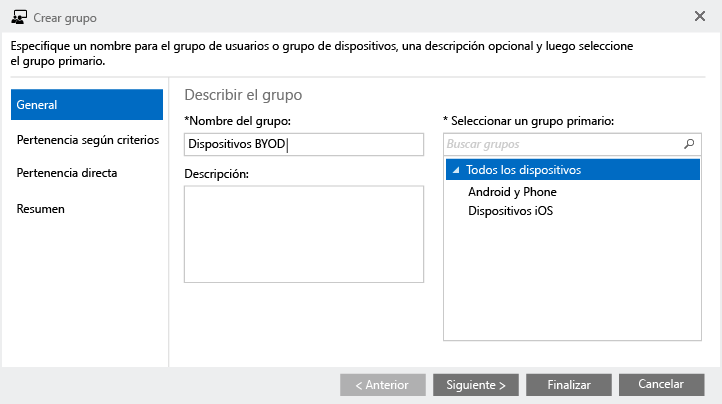 Crear grupo
Especifique un nombre para el grupo de usuarios o grupo de dispositivos, una descripción opcional y luego seleccione
el grupo primario.
General
Pertenencia según criterios
Pertenencia directa
Resumen
Describir el grupo
*Nombre del grupo:
Dispositivos BYOD
Descripción:
* Seleccionar un grupo primario:
Buscar grupos
Todos los dispositivos
Android y Phone
Dispositivos iOS
< Anterior
Siguiente >
Finalizar
Cancelar